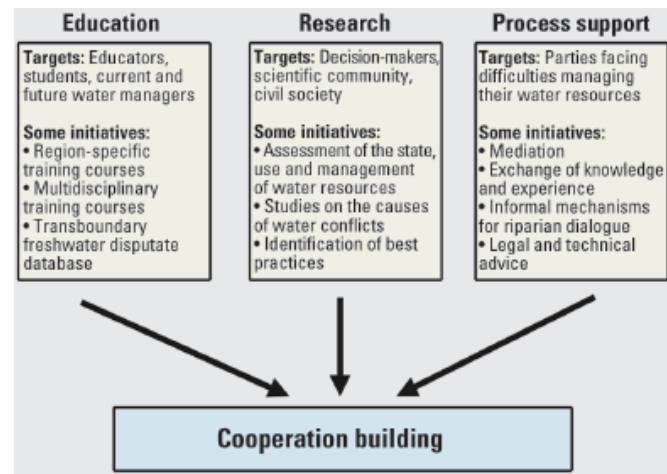 Education
Targets: Educators,
students, current and
future water managers
Some initiatives:
• Region-specific
training courses
• Multidisciplinary
training courses
• Transboundary
freshwater disputate
database
Research
Targets: Decision-makers,
scientific community,
civil society
Some initiatives:
• Assessment of the state,
use and management
of water resources
• Studies on the causes
of water conflicts
• Identification of best
practices
Process support
Targets: Parties facing
difficulties managing
their water resources
Some initiatives:
• Mediation
• Exchange of knowledge
and experience
• Informal mechanisms
for riparian dialogue
• Legal and technical
advice
Cooperation building